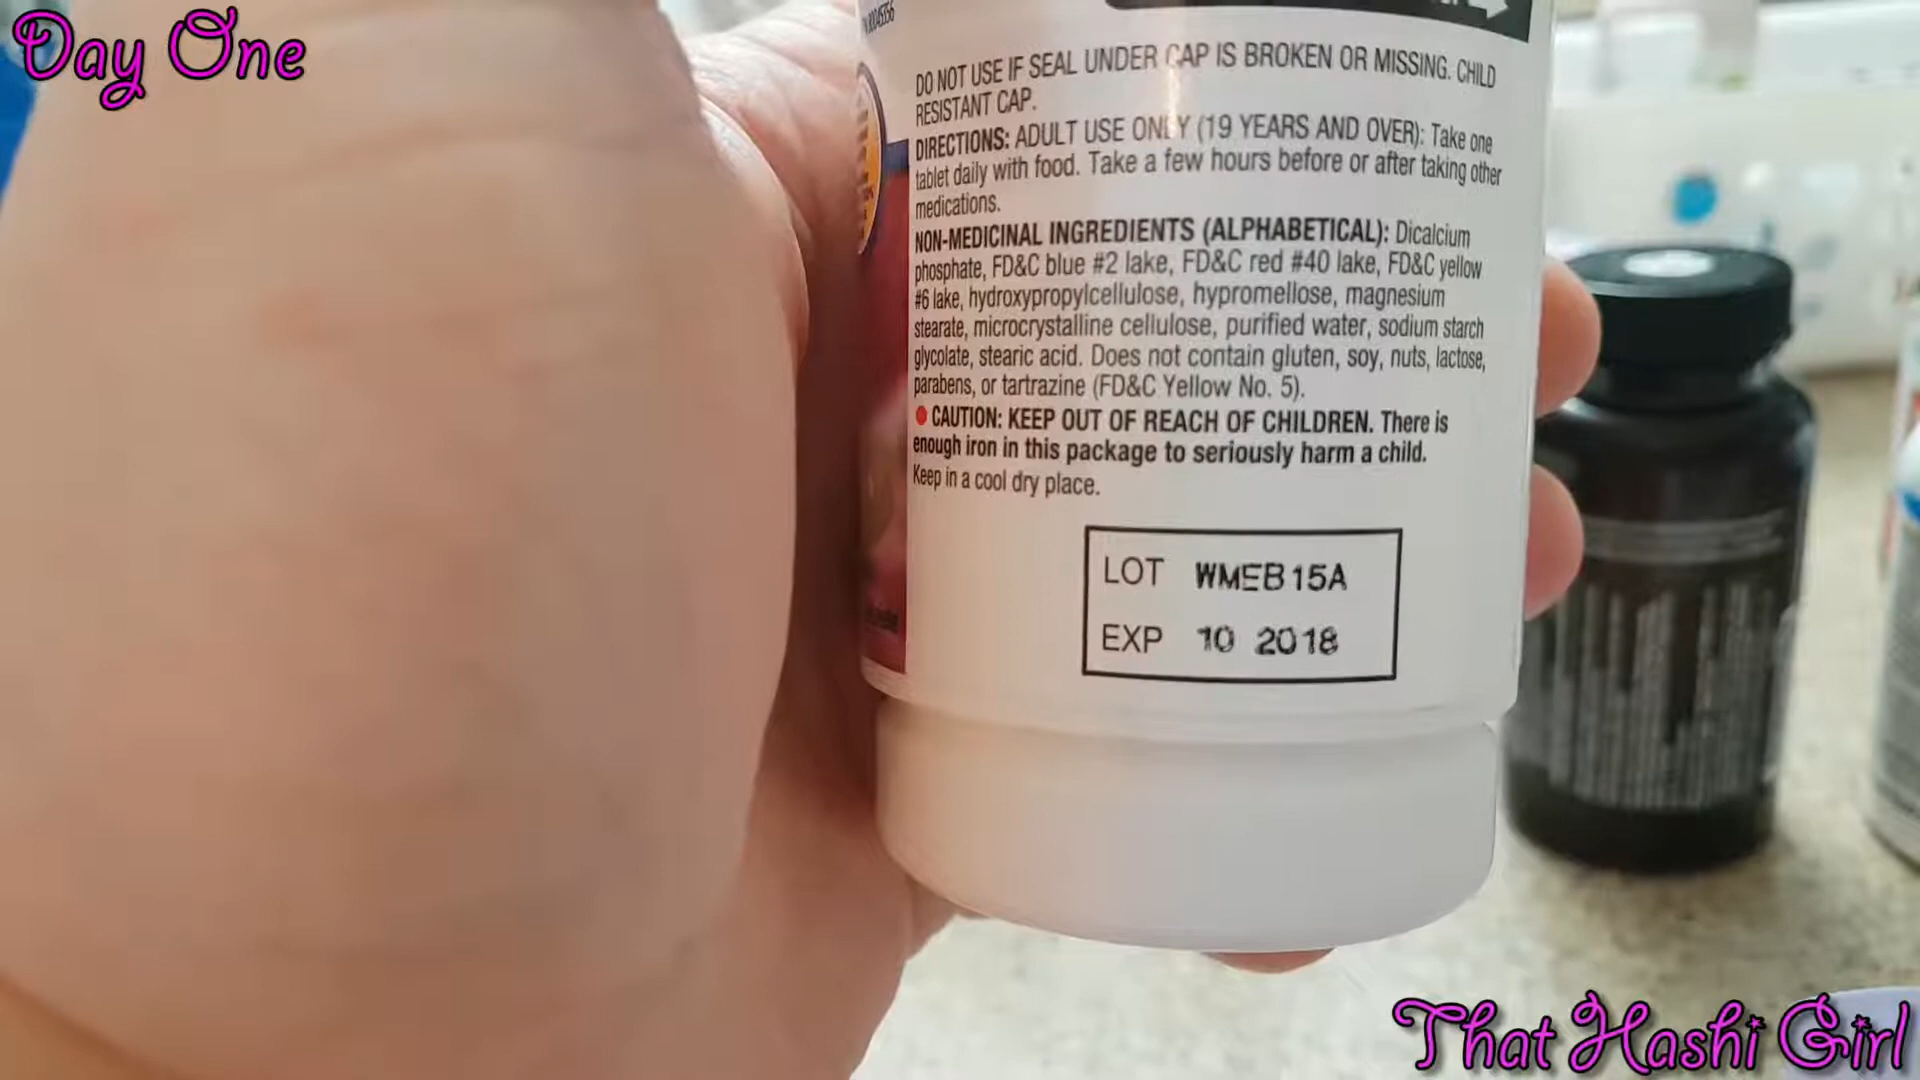 Day One
DO NOT USE IF SEAL UNDER CAP IS BROKEN OR MISSING. CHILD
RESISTANT CAP.
DIRECTIONS: ADULT USE ONLY (19 YEARS AND OVER): Take one
tablet daily with food. Take a few hours before or after taking other
medications.
NON-MEDICINAL INGREDIENTS (ALPHABETICAL): Dicalcium
phosphate, FD&C blue #2 lake, FD&C red #40 lake, FD&C yellow
#6 lake, hydroxypropylcellulose, hypromellose, magnesium
stearate, microcrystalline cellulose, purified water, sodium starch
glycolate, stearic acid. Does not contain gluten, soy, nuts, lactose,
parabens, or tartrazine (FD&C Yellow No. 5).
CAUTION: KEEP OUT OF REACH OF CHILDREN. There is
enough iron in this package to seriously harm a child.
Keep in a cool dry place.
LOT WMEB15A
EXP 10 2018
That Hashi Girl